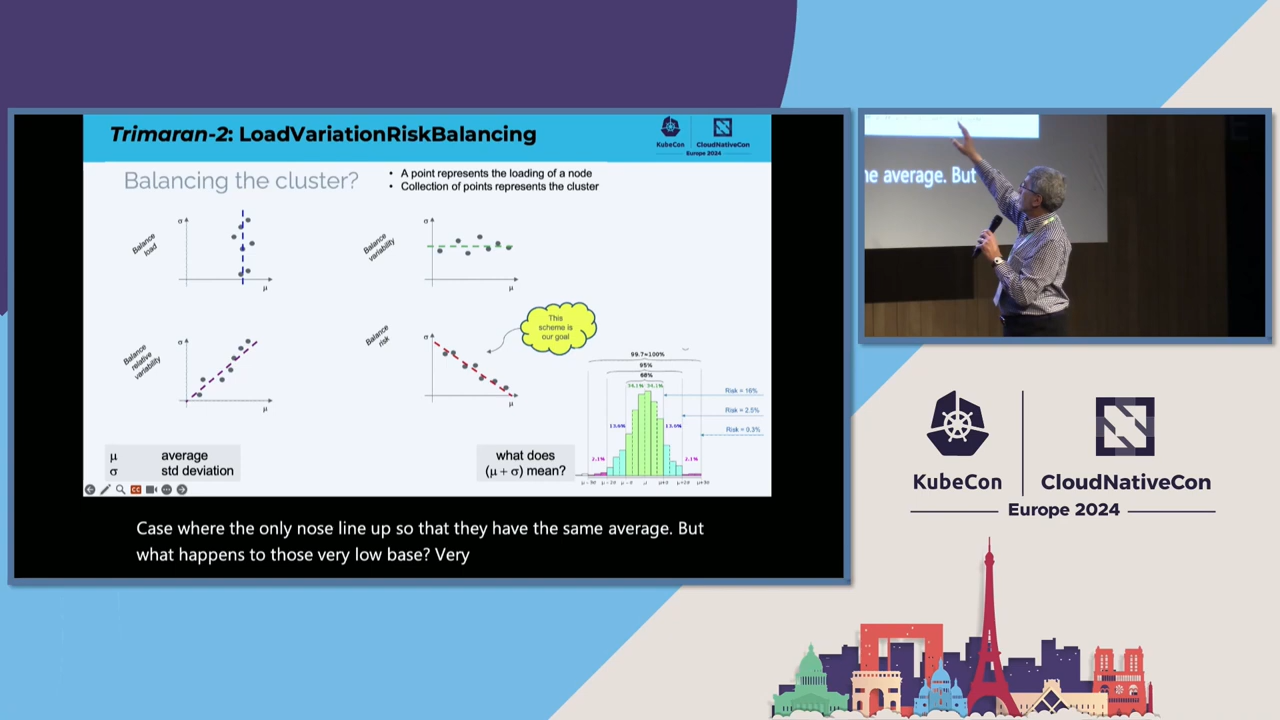 Trimaran-2: LoadVariationRiskBalancing
KubeCon
CloudNativeCon
Europe 2024
Balancing the cluster?
• A point represents the loading of a node
• Collection of points represents the cluster
Balance
load
σ
μ
Balance
variability
σ
μ
Balance
relative
variability
σ
μ
Balance
risk
σ
μ
This
scheme is
our goal
99.7≈100%
95%
68%
34.1% 34.1%
13.6%
13.6%
2.1%
2.1%
Risk = 16%
Risk = 2.5%
Risk = 0.3%
μ-3σ μ-2σ μ-σ μ μ+σ μ+2σ μ+3σ
μ average
σ std deviation
what does
(μ + σ) mean?
CC
Case where the only nose line up so that they have the same average. But
what happens to those very low base? Very
he average. But
KubeCon
CloudNativeCon
Europe 2024